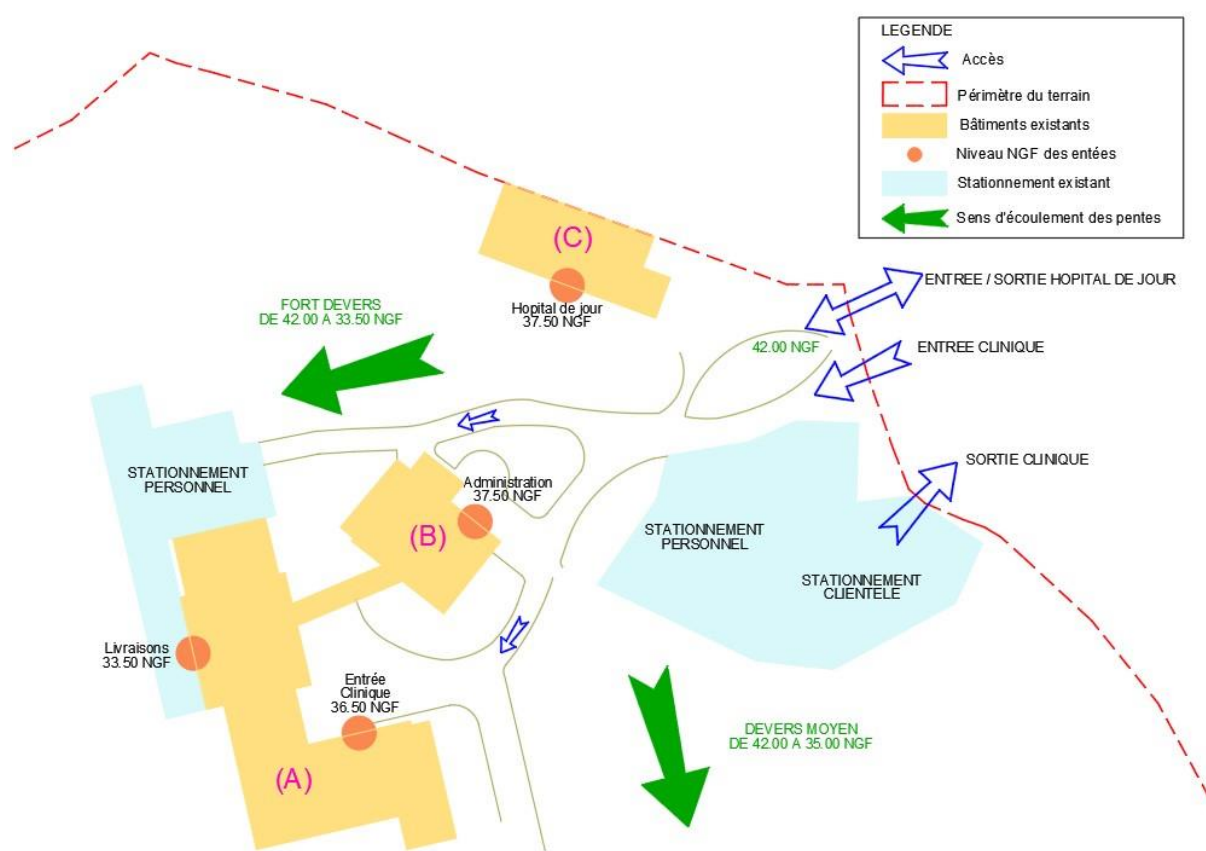 LEGENDE
Accès
Périmètre du terrain
Bâtiments existants
Niveau NGF des entées
Stationnement existant
Sens d'écoulement des pentes
(C)
Hopital de jour
37.50 NGF
ENTREE / SORTIE HOPITAL DE JOUR
FORT DEVERS
DE 42.00 A 33.50 NGF
42.00 NGF
ENTREE CLINIQUE
SORTIE CLINIQUE
STATIONNEMENT
PERSONNEL
Administration
37.50 NGF
(B)
STATIONNEMENT
PERSONNEL
STATIONNEMENT
CLIENTELE
Livraisons
33.50 NGF
Entrée
Clinique
36.50 NGF
DEVERS MOYEN
DE 42.00 A 35.00 NGF
(A)